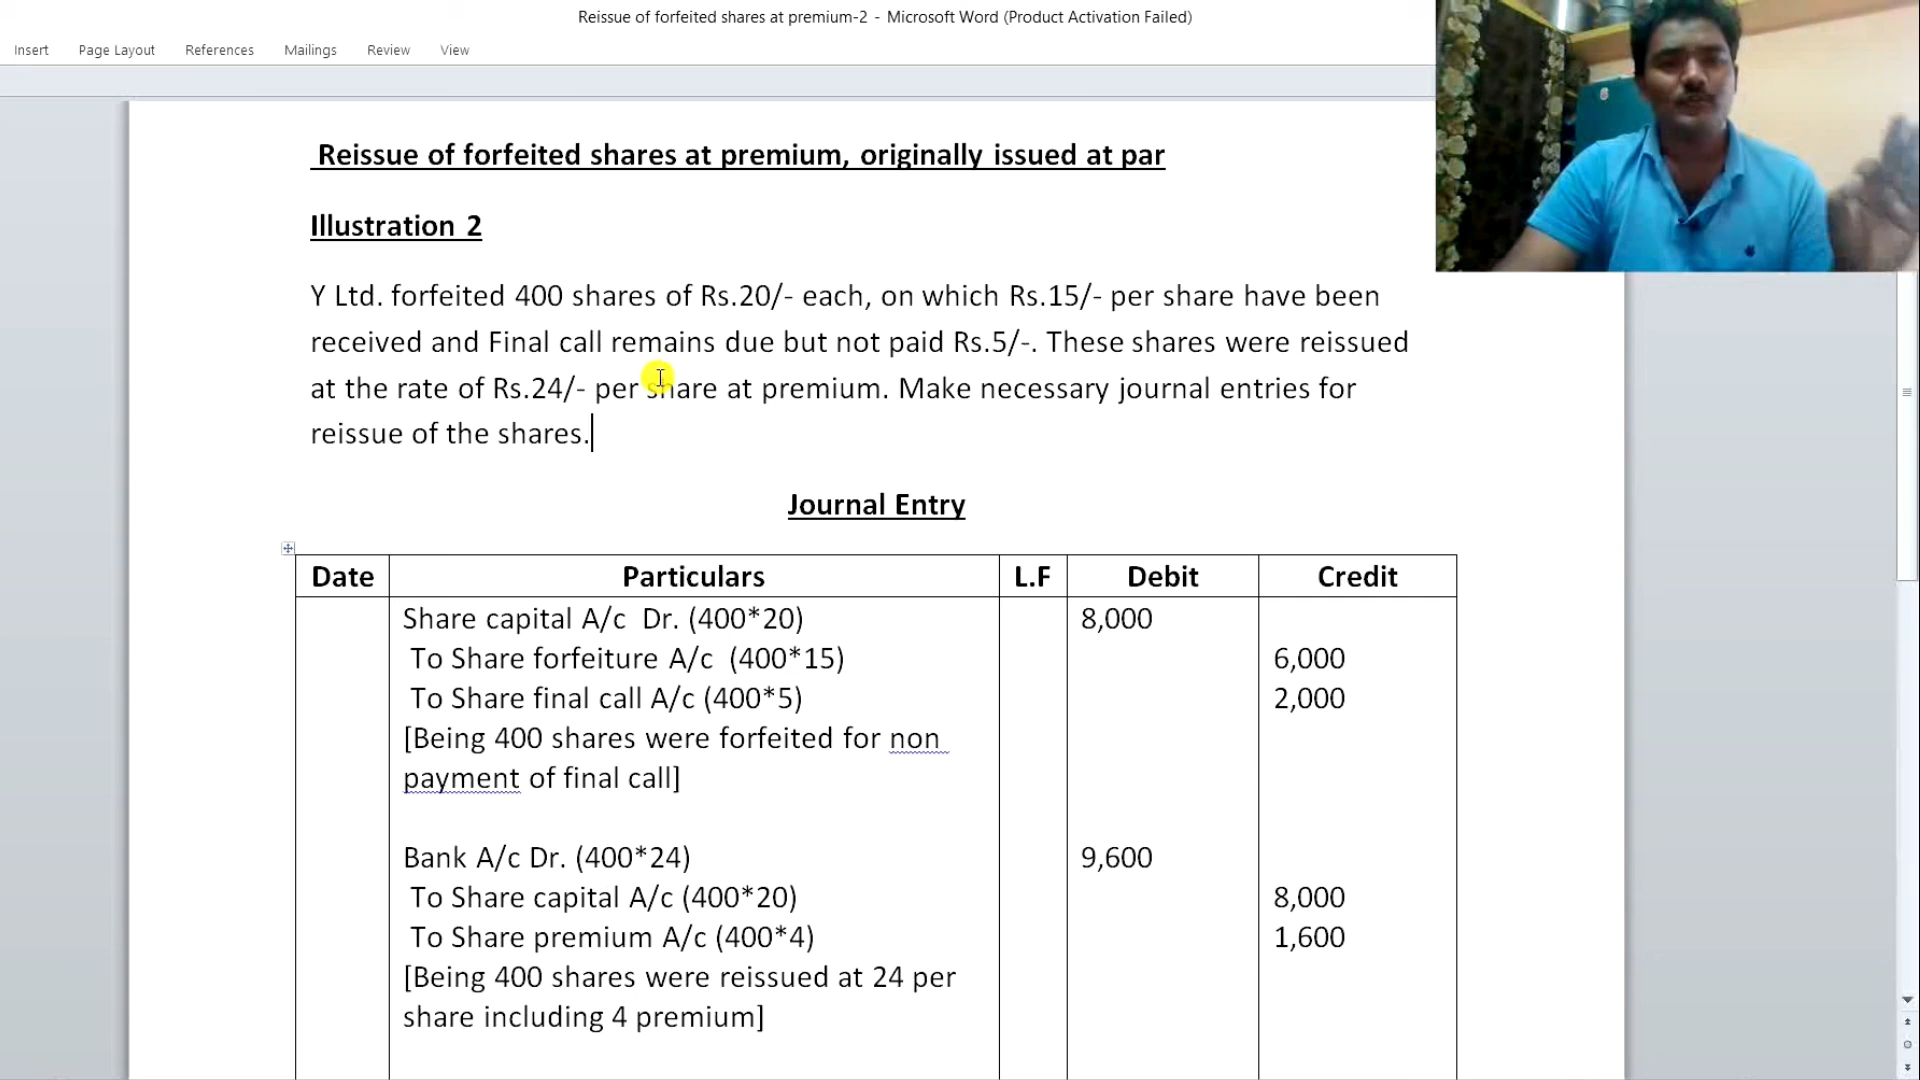 Reissue of forfeited shares at premium-2 - Microsoft Word (Product Activation Failed)
Insert Page Layout References Mailings Review View
Reissue of forfeited shares at premium, originally issued at par
Illustration 2
Y Ltd. forfeited 400 shares of Rs.20/- each, on which Rs.15/- per share have been
received and Final call remains due but not paid Rs.5/-. These shares were reissued
at the rate of Rs.24/- per share at premium. Make necessary journal entries for
reissue of the shares.
Journal Entry
Date Particulars L.F Debit Credit
Share capital A/c Dr. (400*20) 8,000
To Share forfeiture A/c (400*15) 6,000
To Share final call A/c (400*5) 2,000
[Being 400 shares were forfeited for non
payment of final call]
Bank A/c Dr. (400*24) 9,600
To Share capital A/c (400*20) 8,000
To Share premium A/c (400*4) 1,600
[Being 400 shares were reissued at 24 per
share including 4 premium]